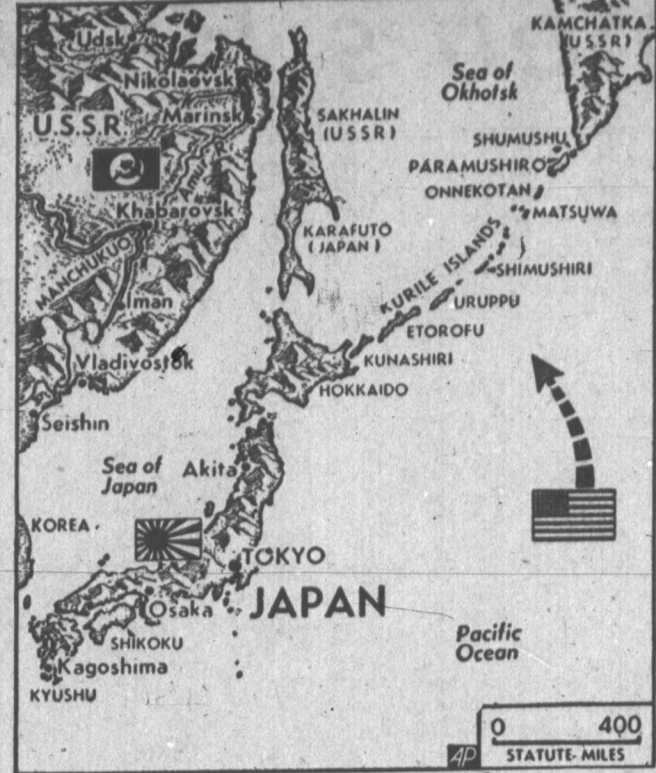 KAMCHATKA
(U S S R)
Udsk
Sea of
Okhotsk
Nikolaevsk
Marinsk
SAKHALIN
(U S S R)
U.S.S.R
SHUMUSHU
PARAMUSHIRO
Amur R
ONNEKOTAN
MATSUWA
Khabarovsk
KARAFUTO
(JAPAN)
MANCHUKUO
KURILE ISLANDS
SHIMUSHIRI
Iman
URUPPU
ETOROFU
KUNASHIRI
Vladivostok
HOKKAIDO
Seishin
Sea of
Japan
Akita
KOREA
TOKYO
Osaka
JAPAN
SHIKOKU
Pacific
Ocean
Kagoshima
KYUSHU
0 400
STATUTE-MILES
AP